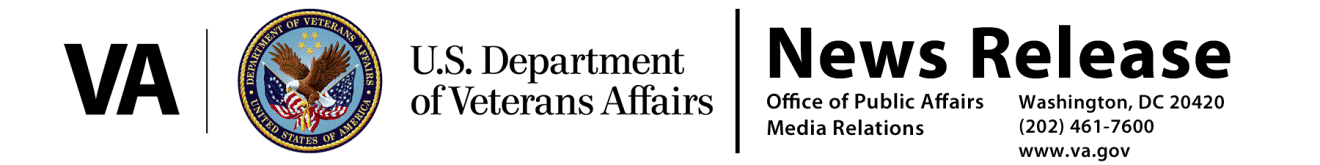 VA
DEPARTMENT OF VETERANS AFFAIRS
UNITED STATES OF AMERICA
U.S. Department
of Veterans Affairs
News Release
Office of Public Affairs
Media Relations
Washington, DC 20420
(202) 461-7600
www.va.gov